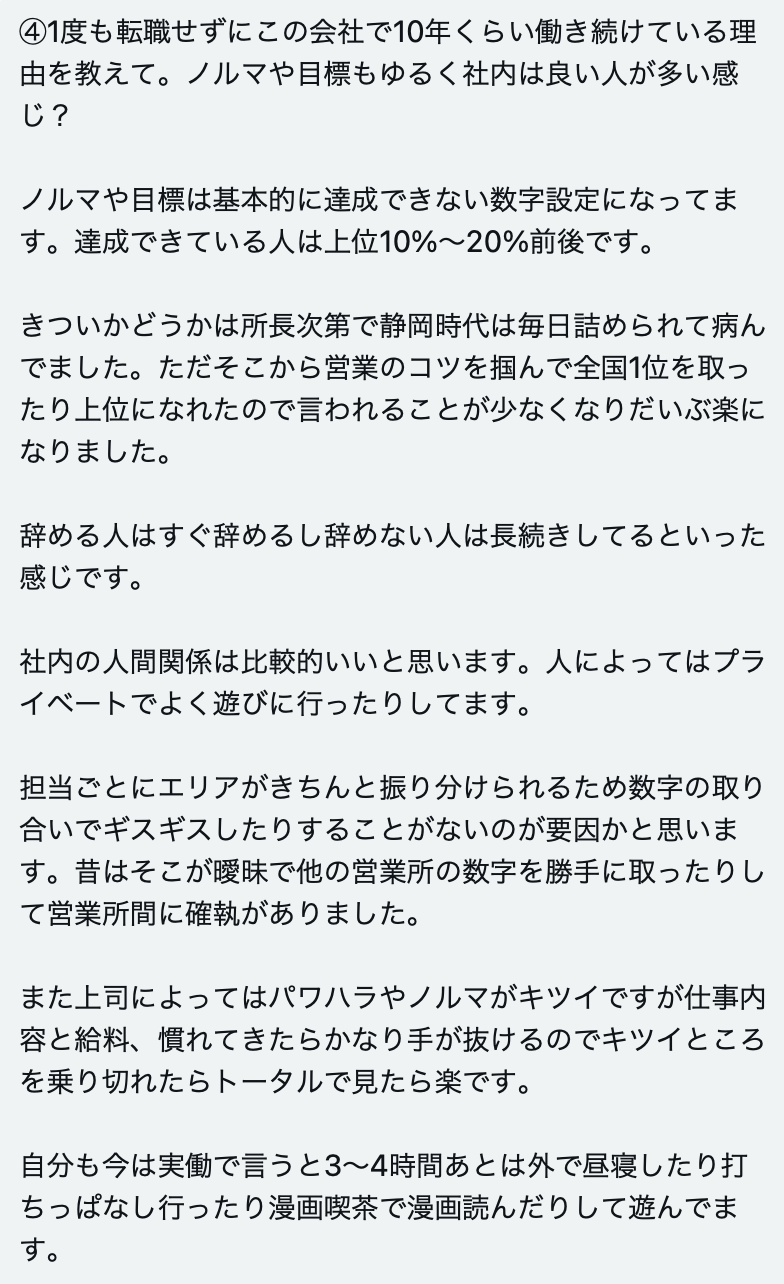 ④1度も転職せずにこの会社で10年くらい働き続けている理
由を教えて。ノルマや目標もゆるく社内は良い人が多い感
じ？
ノルマや目標は基本的に達成できない数字設定になってま
す。達成できている人は上位10%〜20%前後です。
きついかどうかは所長次第で静岡時代は毎日詰められて病ん
でました。ただそこから営業のコツを掴んで全国1位を取っ
たり上位になれたので言われることが少なくなりだいぶ楽に
なりました。
辞める人はすぐ辞めるし辞めない人は長続きしてるといった
感じです。
社内の人間関係は比較的いいと思います。人によってはプラ
イベートでよく遊びに行ったりしてます。
担当ごとにエリアがきちんと振り分けられるため数字の取り
合いでギスギスしたりすることがないのが要因かと思いま
す。昔はそこが曖昧で他の営業所の数字を勝手に取ったりし
て営業所間に確執がありました。
また上司によってはパワハラやノルマがキツイですが仕事内
容と給料、慣れてきたらかなり手が抜けるのでキツイところ
を乗り切れたらトータルで見たら楽です。
自分も今は実働で言うと3〜4時間あとは外で昼寝したり打
ちっぱなし行ったり漫画喫茶で漫画読んだりして遊んでま
す。